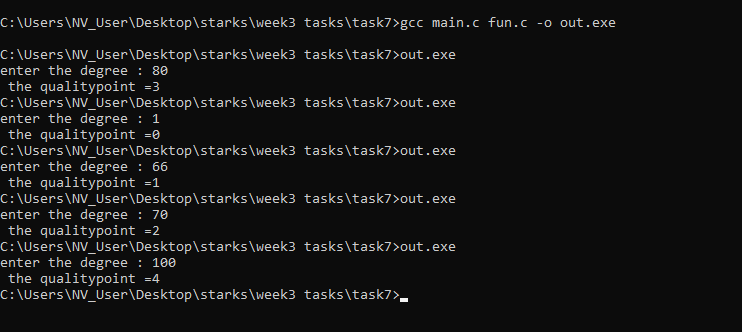 C:\Users\NV_User\Desktop\starks\week3 tasks\task7>gcc main.c fun.c -o out.exe
C:\Users\NV_User\Desktop\starks\week3 tasks\task7>out.exe
enter the degree : 80
 the qualitypoint =3
C:\Users\NV_User\Desktop\starks\week3 tasks\task7>out.exe
enter the degree : 1
 the qualitypoint =0
C:\Users\NV_User\Desktop\starks\week3 tasks\task7>out.exe
enter the degree : 66
 the qualitypoint =1
C:\Users\NV_User\Desktop\starks\week3 tasks\task7>out.exe
enter the degree : 70
 the qualitypoint =2
C:\Users\NV_User\Desktop\starks\week3 tasks\task7>out.exe
enter the degree : 100
 the qualitypoint =4
C:\Users\NV_User\Desktop\starks\week3 tasks\task7>